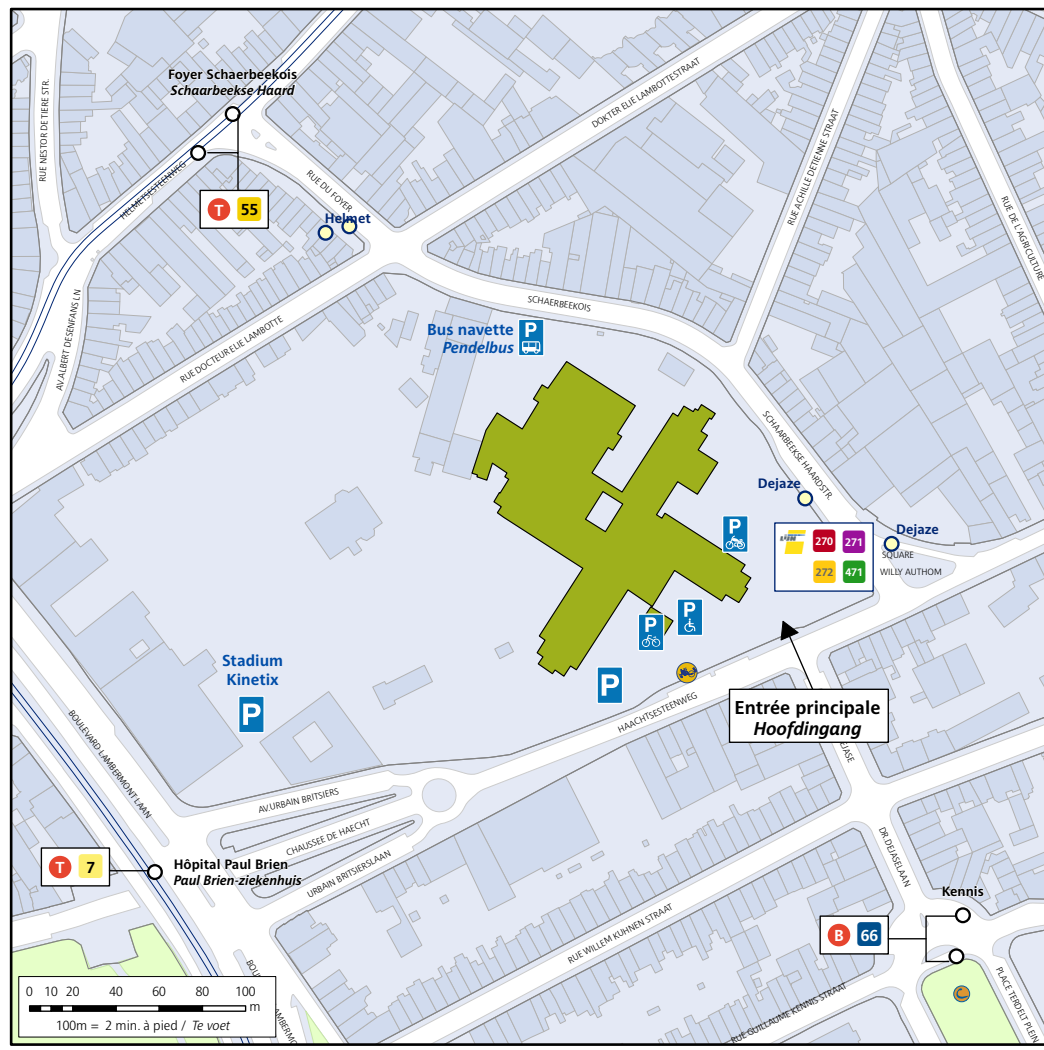 Foyer Schaerbeekois
Schaarbeekse Haard
T 55
Helmet
RUE NESTOR DE TIERE STR.
HELMETSESTEENWEG
RUE DU FOYER
DOKTER ELIE LAMBOTTESTRAAT
RUE ACHILLE DETIENNE STRAAT
RUE DE L'AGRICULTURE
AV.ALBERT DESENFANS LN
RUE DOCTEUR ELIE LAMBOTTE
SCHAERBEEKOIS
Bus navette
Pendelbus
P
SCHAARBEEKSE HAARDSTR.
Dejaze
Dejaze
P
270 271
272 471
SQUARE
WILLY AUTHOM
P
P
P
Stadium
Kinetix
P
HAACHTSESTEENWEG
Entrée principale
Hoofdingang
BOULEVARD LAMBERMONT LAAN
AV.URBAIN BRITSIERS
CHAUSSEE DE HAECHT
URBAIN BRITSIERSLAAN
T 7
Hôpital Paul Brien
Paul Brien-ziekenhuis
DR.DEJASELAAN
Kennis
B 66
RUE WILLEM KUHNEN STRAAT
RUE GUILLAUME KENNIS STRAAT
PLACE TERDELT PLEIN
0 10 20 40 60 80 100
m
100m = 2 min. à pied / Te voet